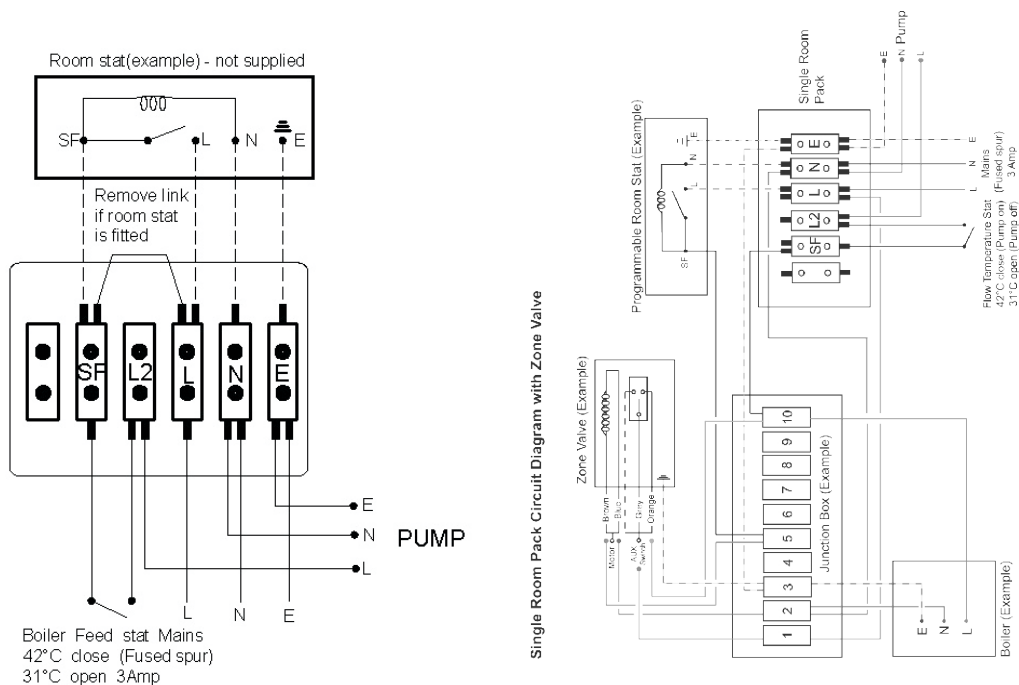 Room stat(example) - not supplied
SF
L
N
E
Remove link
if room stat
is fitted
SF
L2
L
N
E
E
N
PUMP
L
L
N
E
Boiler Feed stat Mains
42°C close (Fused spur)
31°C open 3Amp
Single Room Pack Circuit Diagram with Zone Valve
Programmable Room Stat (Example)
E
N
L
SF
Single Room
Pack
E
N
L
L2
SF
E
N
L
Pump
E
N
L
Mains
(Fused spur)
3 Amp
Flow Temperature Stat
42°C close (Pump on)
31°C open (Pump off)
Zone Valve (Example)
Brown
Blue
Grey
Orange
Motor
AUX
Switch
10
9
8
7
6
5
4
3
2
1
Junction Box (Example)
E
N
L
Boiler (Example)